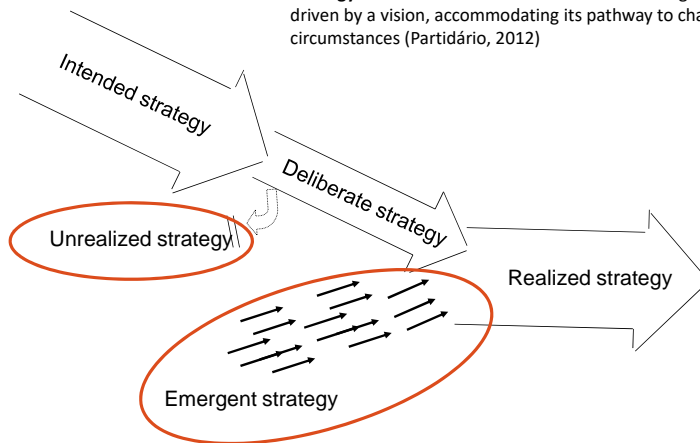 driven by a vision, accommodating its pathway to
circumstances (Partidário, 2012)
Intended strategy
Deliberate strategy
Unrealized strategy
Realized strategy
Emergent strategy